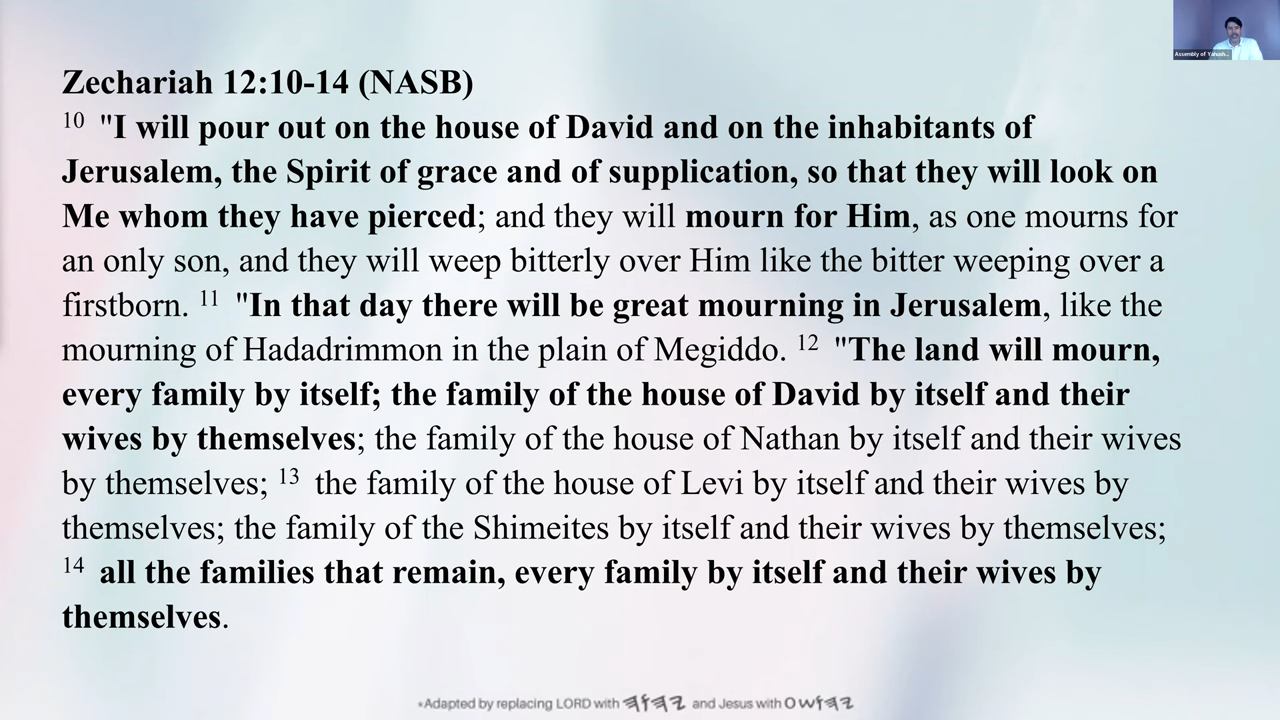 Assembly of Yahush...
Zechariah 12:10-14 (NASB)
10 "I will pour out on the house of David and on the inhabitants of
Jerusalem, the Spirit of grace and of supplication, so that they will look on
Me whom they have pierced; and they will mourn for Him, as one mourns for
an only son, and they will weep bitterly over Him like the bitter weeping over a
firstborn. 11 "In that day there will be great mourning in Jerusalem, like the
mourning of Hadadrimmon in the plain of Megiddo. 12 "The land will mourn,
every family by itself; the family of the house of David by itself and their
wives by themselves; the family of the house of Nathan by itself and their wives
by themselves; 13 the family of the house of Levi by itself and their wives by
themselves; the family of the Shimeites by itself and their wives by themselves;
14 all the families that remain, every family by itself and their wives by
themselves.
*Adapted by replacing LORD with 𐤉𐤄𐤅𐤄 and Jesus with 𐤉𐤄𐤅𐤔𐤏